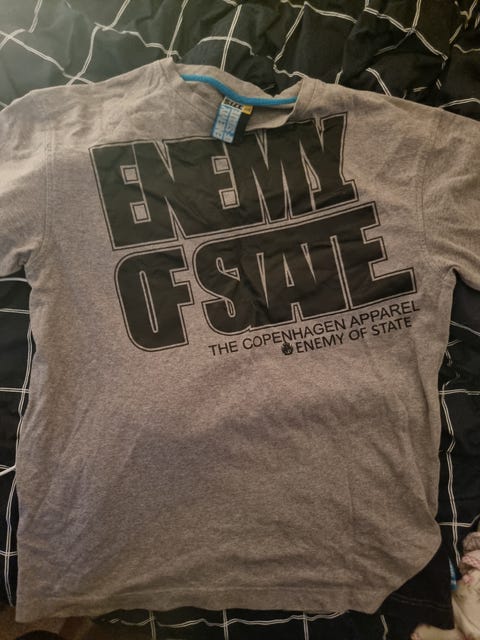 ENEMY
OF STATE
THE COPENHAGEN APPAREL
ENEMY OF STATE